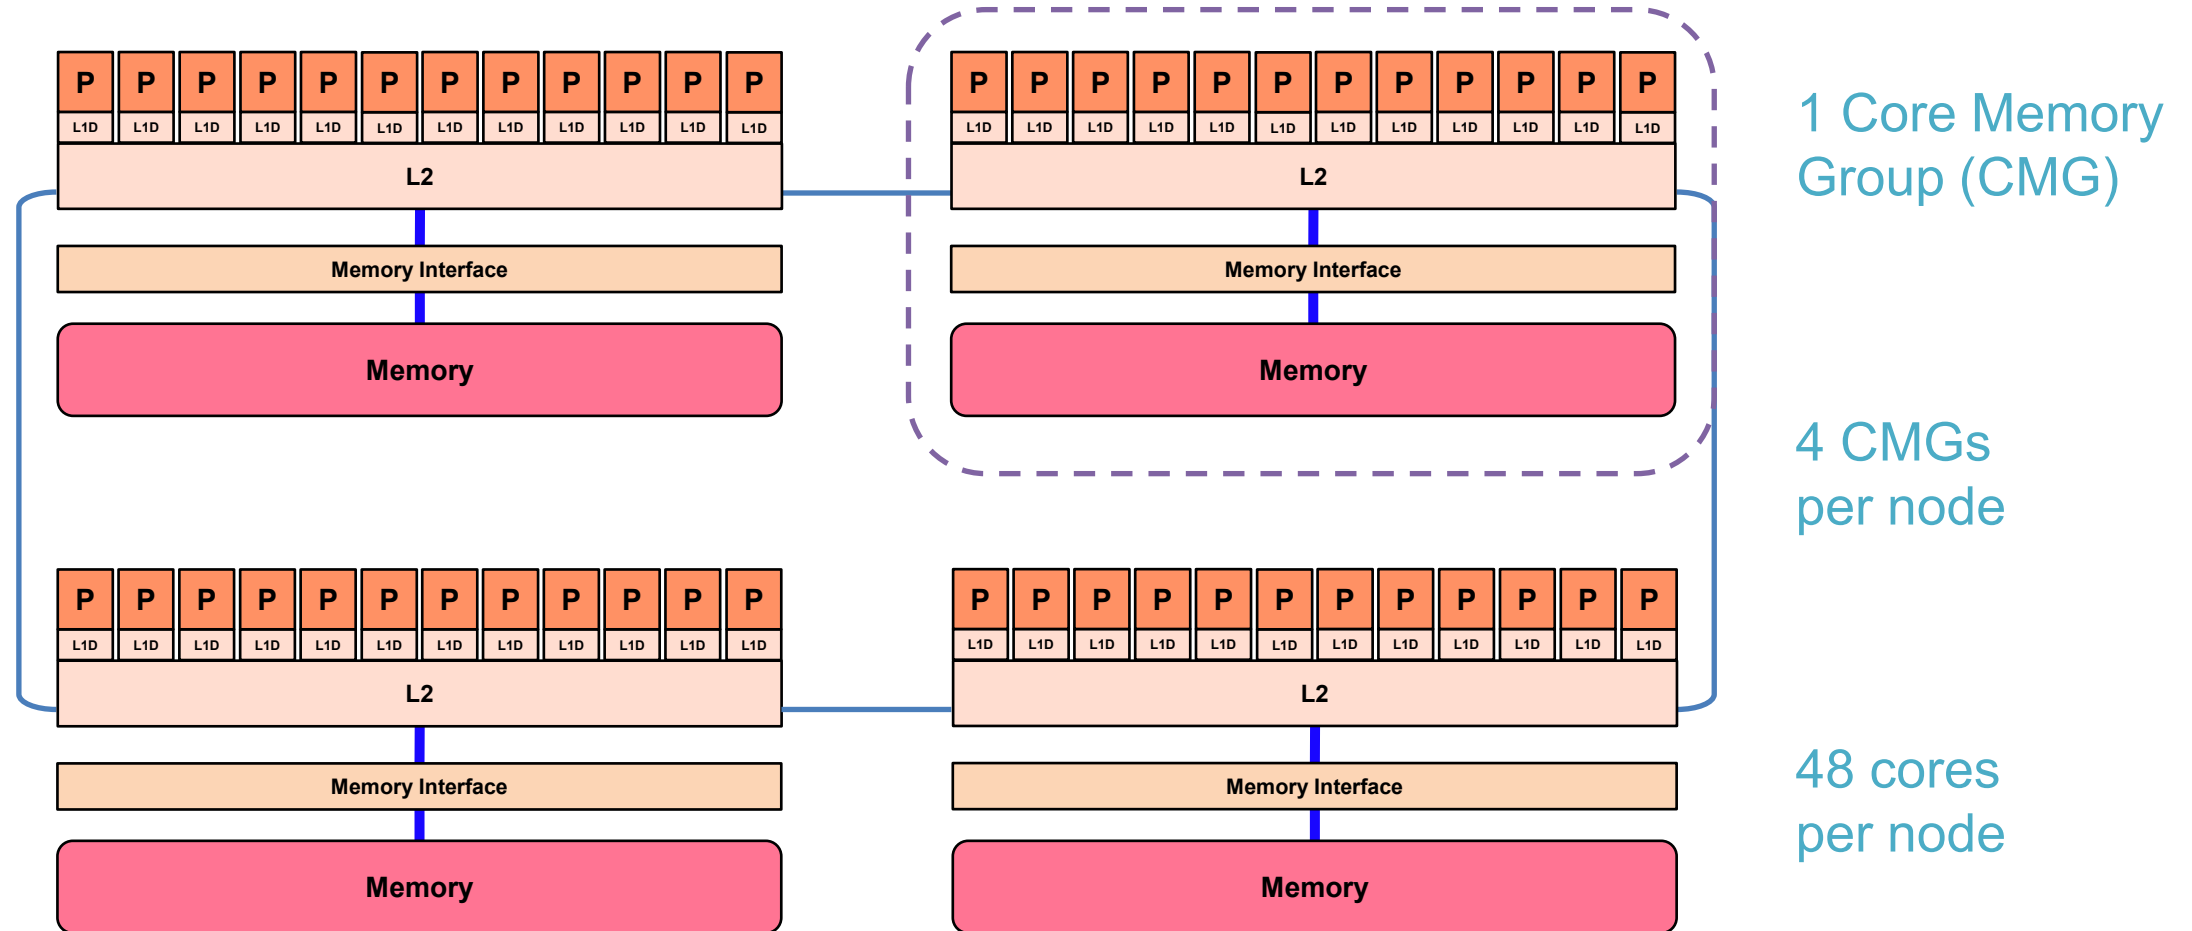 P P P P P P P P P P P P
L1D L1D L1D L1D L1D L1D L1D L1D L1D L1D L1D L1D
L2
Memory Interface
Memory
P P P P P P P P P P P P
L1D L1D L1D L1D L1D L1D L1D L1D L1D L1D L1D L1D
L2
Memory Interface
Memory
1 Core Memory
Group (CMG)
4 CMGs
per node
P P P P P P P P P P P P
L1D L1D L1D L1D L1D L1D L1D L1D L1D L1D L1D L1D
L2
Memory Interface
Memory
P P P P P P P P P P P P
L1D L1D L1D L1D L1D L1D L1D L1D L1D L1D L1D L1D
L2
Memory Interface
Memory
48 cores
per node